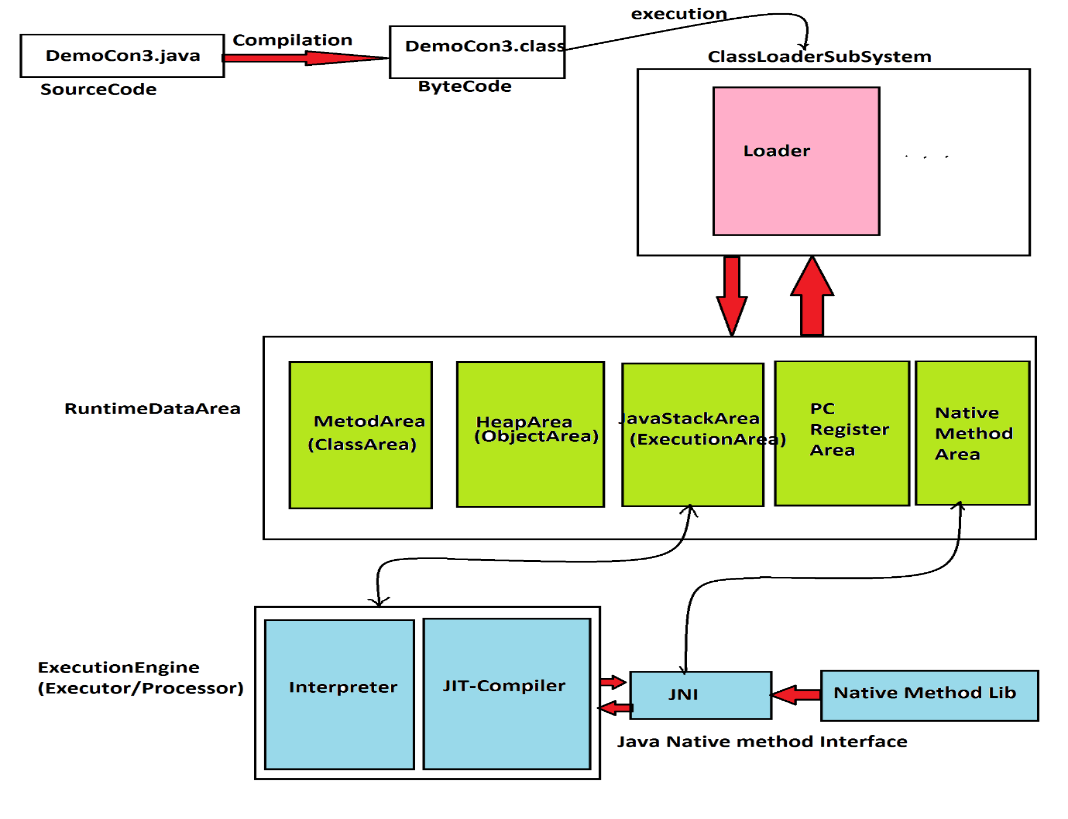 execution
DemoCon3.java
Compilation
DemoCon3.class
SourceCode
ByteCode
ClassLoaderSubSystem
Loader
. , ,
RuntimeDataArea
MetodArea
(ClassArea)
HeapArea
(ObjectArea)
JavaStackArea
(ExecutionArea)
PC
Register
Area
Native
Method
Area
ExecutionEngine
(Executor/Processor)
Interpreter
JIT-Compiler
JNI
Native Method Lib
Java Native method Interface